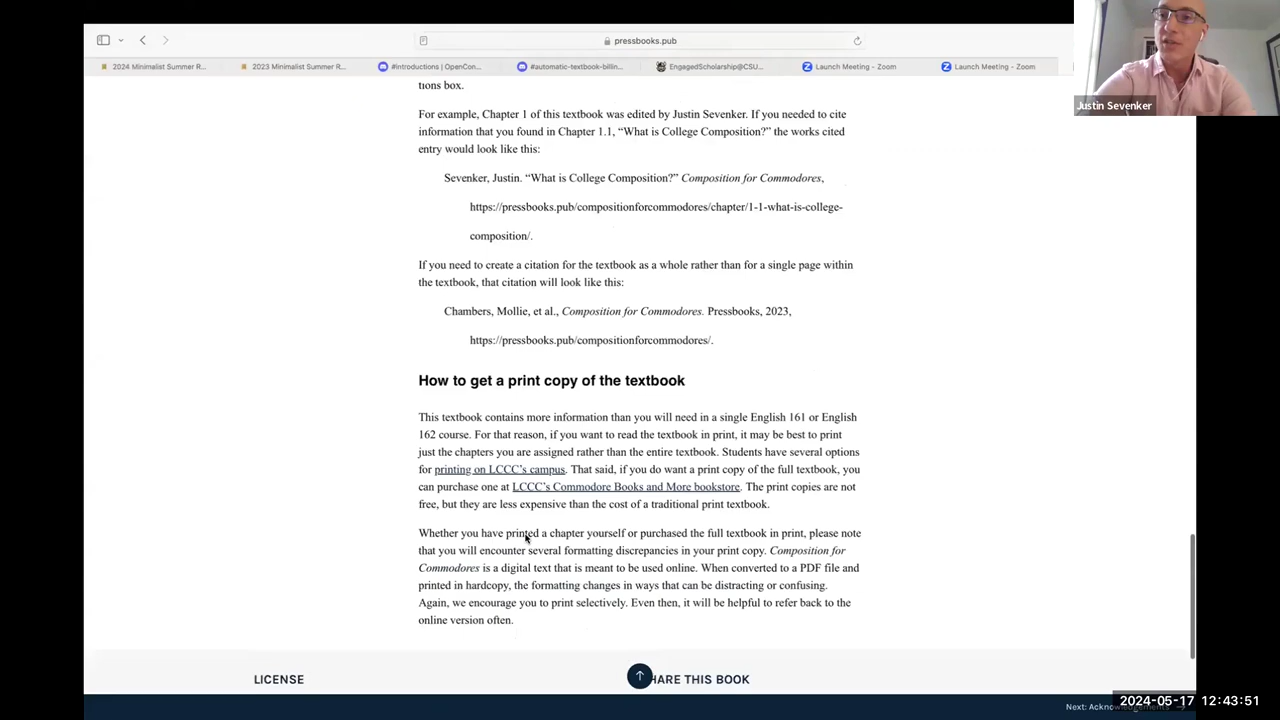 pressbooks.pub
2024 Minimalist Summer R...
2023 Minimalist Summer R...
#introductions | OpenCon...
#automatic-textbook-billin...
EngagedScholarship@CSU...
Launch Meeting - Zoom
Launch Meeting - Zoom
Justin Sevenker
tions box.
For example, Chapter 1 of this textbook was edited by Justin Sevenker. If you needed to cite
information that you found in Chapter 1.1, “What is College Composition?” the works cited
entry would look like this:
Sevenker, Justin. “What is College Composition?” Composition for Commodores,
https://pressbooks.pub/compositionforcommodores/chapter/1-1-what-is-college-
composition/.
If you need to create a citation for the textbook as a whole rather than for a single page within
the textbook, that citation will look like this:
Chambers, Mollie, et al., Composition for Commodores. Pressbooks, 2023,
https://pressbooks.pub/compositionforcommodores/.
How to get a print copy of the textbook
This textbook contains more information than you will need in a single English 161 or English
162 course. For that reason, if you want to read the textbook in print, it may be best to print
just the chapters you are assigned rather than the entire textbook. Students have several options
for printing on LCCC’s campus. That said, if you do want a print copy of the full textbook, you
can purchase one at LCCC’s Commodore Books and More bookstore. The print copies are not
free, but they are less expensive than the cost of a traditional print textbook.
Whether you have printed a chapter yourself or purchased the full textbook in print, please note
that you will encounter several formatting discrepancies in your print copy. Composition for
Commodores is a digital text that is meant to be used online. When converted to a PDF file and
printed in hardcopy, the formatting changes in ways that can be distracting or confusing.
Again, we encourage you to print selectively. Even then, it will be helpful to refer back to the
online version often.
LICENSE
HARE THIS BOOK
Next: Acknowledgements →
2024-05-17 12:43:51